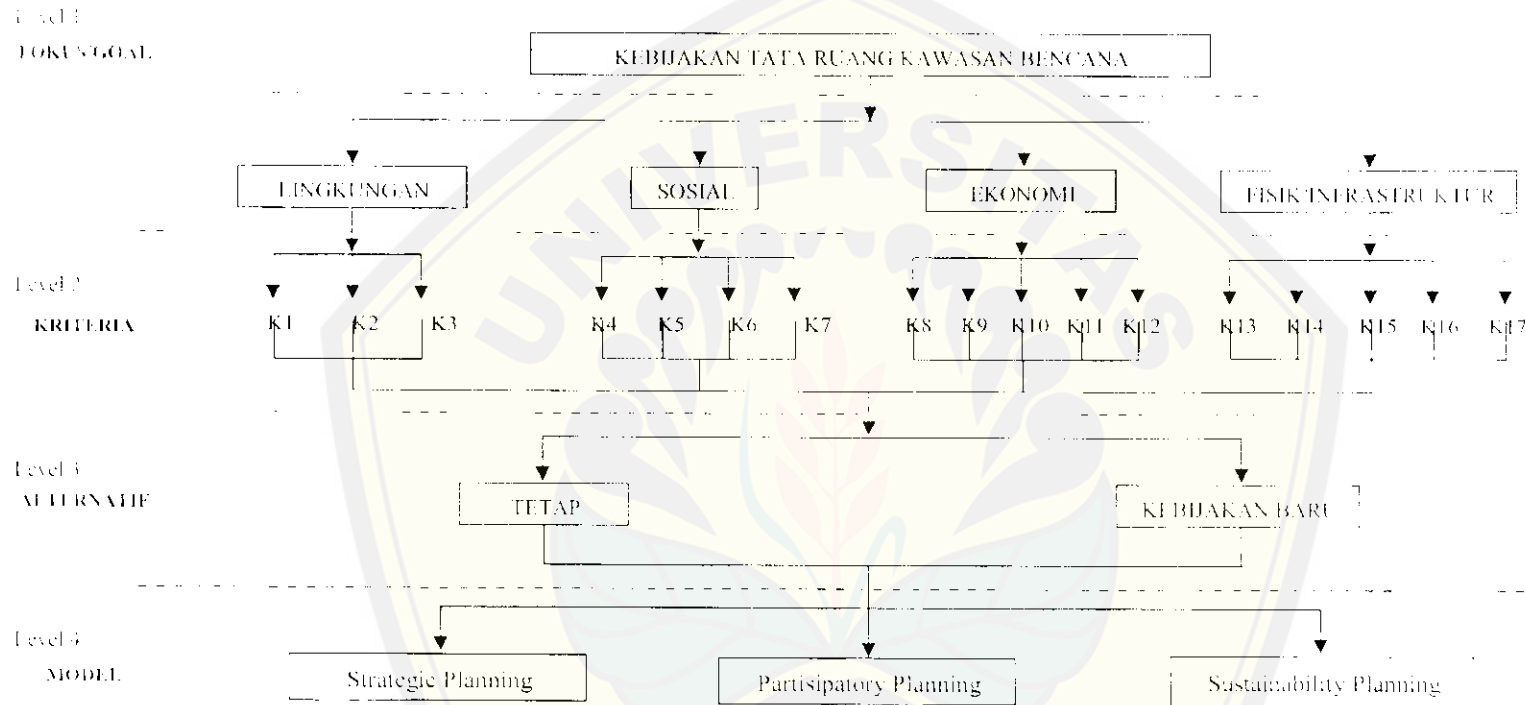 Level 1
FOKUS/GOAL
KEBIJAKAN TATA RUANG KAWASAN BENCANA
UNIVERSITAS
LINGKUNGAN SOSIAL EKONOMI FISIK/INFRASTRUKTUR
Level 2
KRITERIA
K1 K2 K3 K4 K5 K6 K7 K8 K9 K10 K11 K12 K13 K14 K15 K16 K17
Level 3
ALTERNATIF
TETAP KEBIJAKAN BARU
Level 4
MODEL
Strategic Planning Partisipatory Planning Sustainability Planning